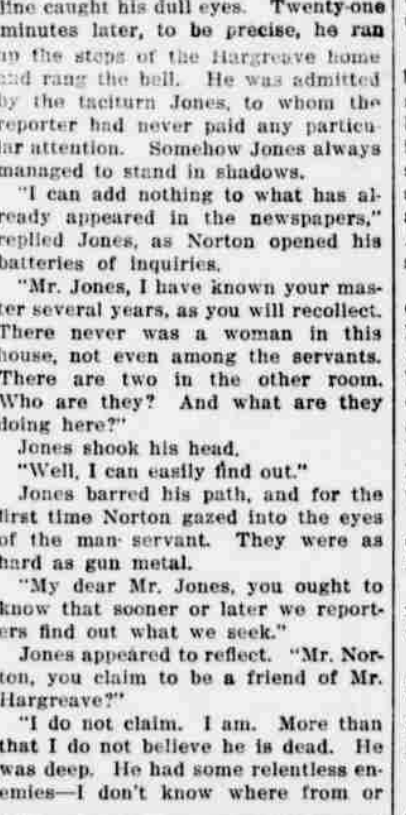 line caught his dull eyes. Twenty-one
minutes later, to be precise, he ran
up the steps of the Hargreave home
and rang the bell. He was admitted
by the taciturn Jones, to whom the
reporter had never paid any particu-
lar attention. Somehow Jones always
managed to stand in shadows.
"I can add nothing to what has al-
ready appeared in the newspapers,"
replied Jones, as Norton opened his
batteries of inquiries.
"Mr. Jones, I have known your mas-
ter several years, as you will recollect.
There never was a woman in this
house, not even among the servants.
There are two in the other room.
Who are they? And what are they
doing here?"
Jones shook his head.
"Well, I can easily find out."
Jones barred his path, and for the
first time Norton gazed into the eyes
of the man- servant. They were as
hard as gun metal.
"My dear Mr. Jones, you ought to
know that sooner or later we report-
ers find out what we seek."
Jones appeared to reflect. "Mr. Nor-
ton, you claim to be a friend of Mr.
Hargreave?"
"I do not claim. I am. More than
that I do not believe he is dead. He
was deep. He had some relentless en-
emies—I don't know where from or